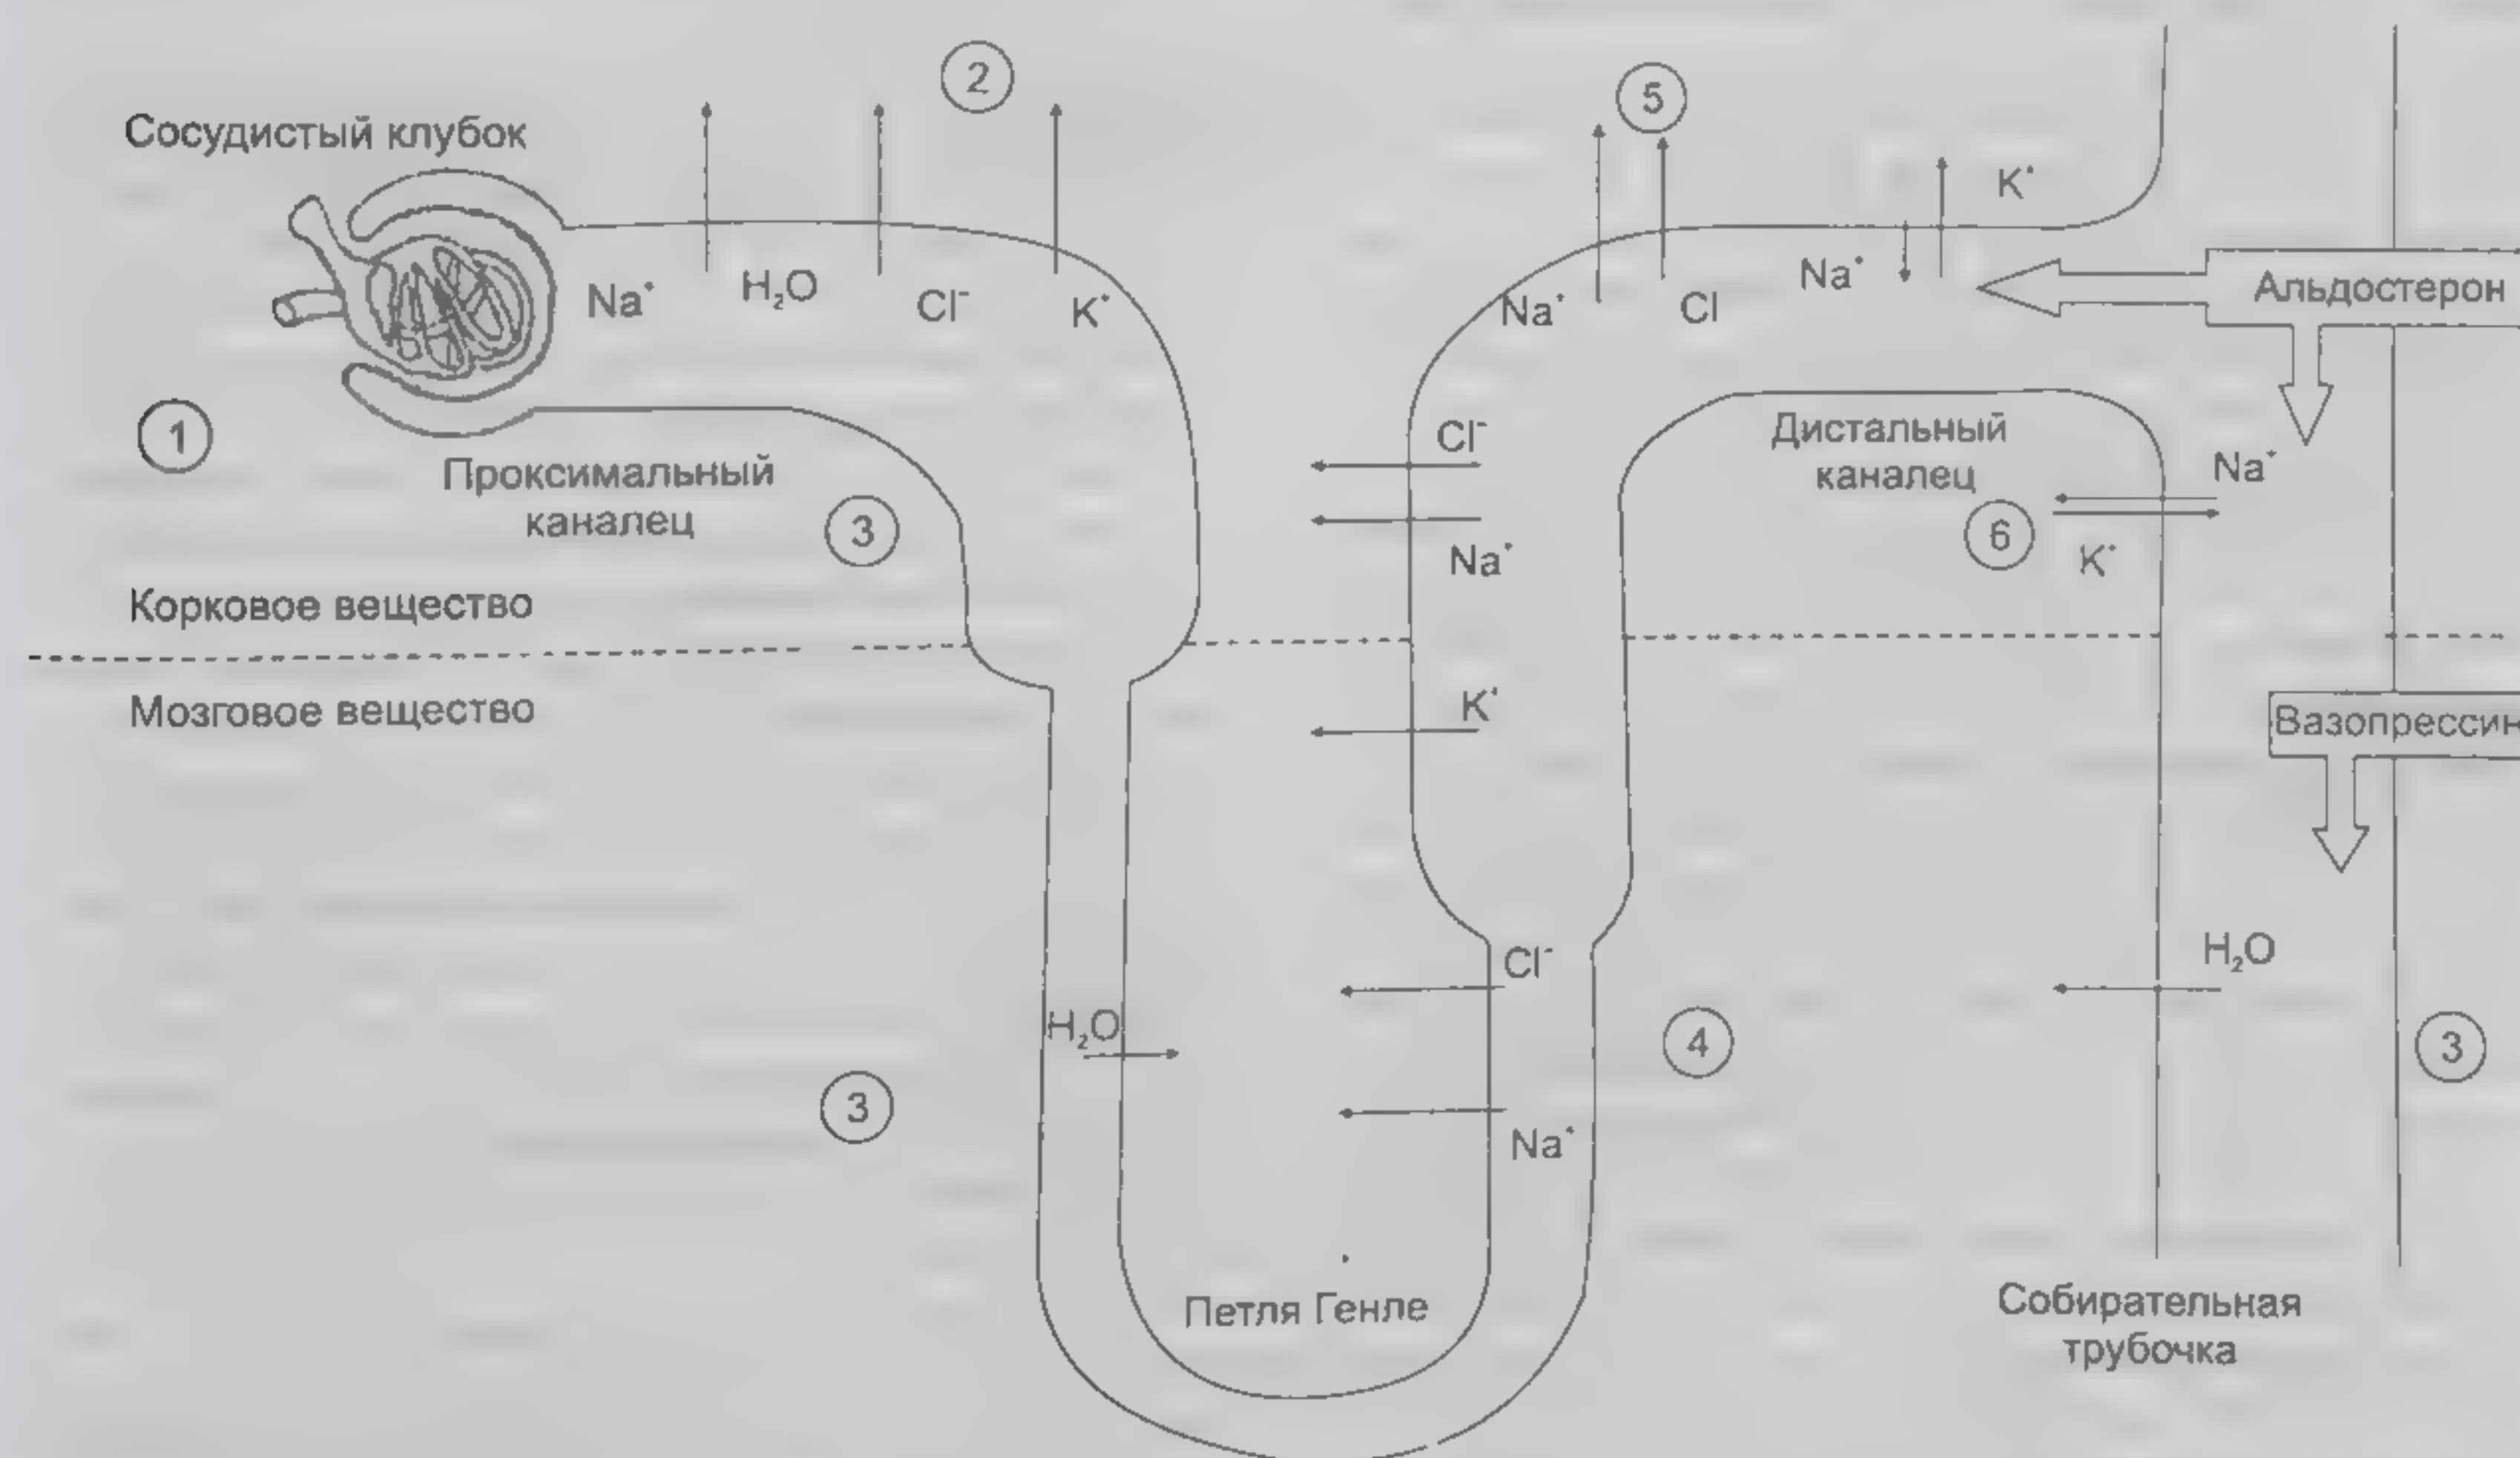 2
5
Сосудистый клубок
K⁺
Na⁺
H₂O
Cl⁻
K⁺
Na⁺
Cl
Na⁺
Альдостерон
1
Проксимальный
каналец
3
Cl⁻
Na⁺
Дистальный
каналец
Na⁺
6
K⁺
Корковое вещество
Мозговое вещество
K⁺
Вазопрессин
Cl⁻
H₂O
H₂O
4
3
3
Na⁺
Петля Генле
Собирательная
трубочка